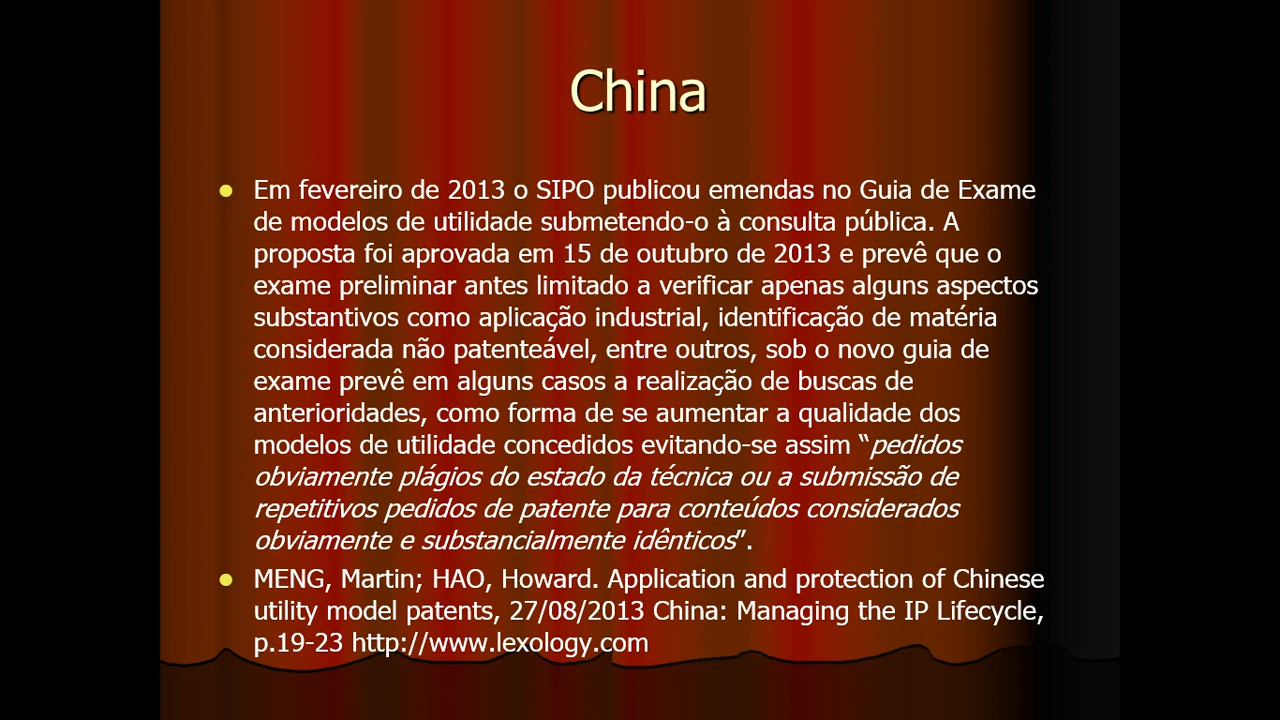 China
Em fevereiro de 2013 o SIPO publicou emendas no Guia de Exame
de modelos de utilidade submetendo-o à consulta pública. A
proposta foi aprovada em 15 de outubro de 2013 e prevê que o
exame preliminar antes limitado a verificar apenas alguns aspectos
substantivos como aplicação industrial, identificação de matéria
considerada não patenteável, entre outros, sob o novo guia de
exame prevê em alguns casos a realização de buscas de
anterioridades, como forma de se aumentar a qualidade dos
modelos de utilidade concedidos evitando-se assim “pedidos
obviamente plágios do estado da técnica ou a submissão de
repetitivos pedidos de patente para conteúdos considerados
obviamente e substancialmente idênticos”.
MENG, Martin; HAO, Howard. Application and protection of Chinese
utility model patents, 27/08/2013 China: Managing the IP Lifecycle,
p.19-23 http://www.lexology.com